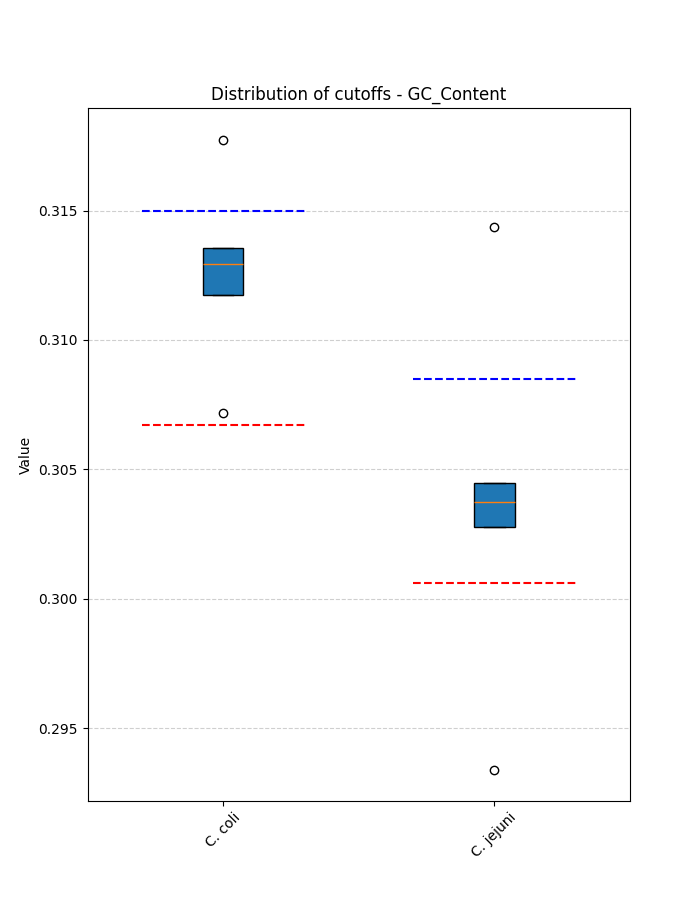 Distribution of cutoffs - GC_Content
0.315
0.310
0.305
0.300
0.295
Value
C. coli
C. jejuni